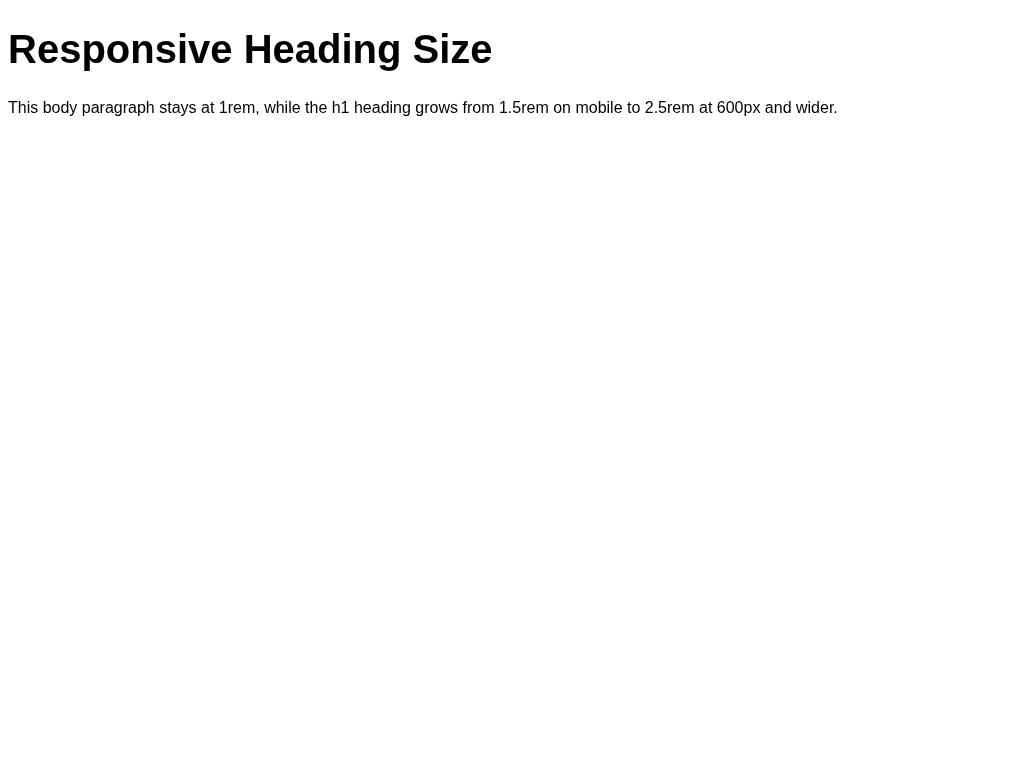 Responsive Heading Size
This body paragraph stays at 1rem, while the h1 heading grows from 1.5rem on mobile to 2.5rem at 600px and wider.